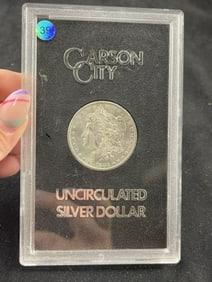 39
CARSON
CITY
UNCIRCULATED
SILVER DOLLAR